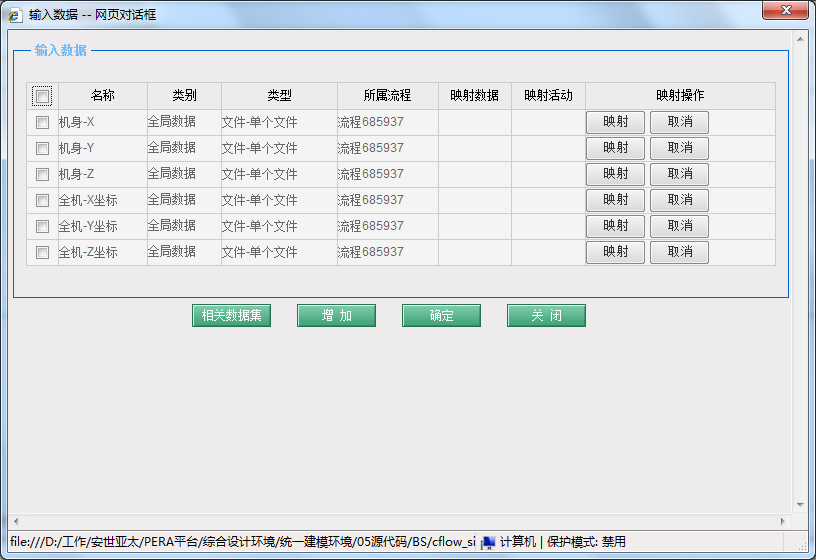 输入数据 -- 网页对话框
输入数据
名称 类别 类型 所属流程 映射数据 映射活动 映射操作
机身-X 全局数据 文件-单个文件 流程685937 映射 取消
机身-Y 全局数据 文件-单个文件 流程685937 映射 取消
机身-Z 全局数据 文件-单个文件 流程685937 映射 取消
全机-X坐标 全局数据 文件-单个文件 流程685937 映射 取消
全机-Y坐标 全局数据 文件-单个文件 流程685937 映射 取消
全机-Z坐标 全局数据 文件-单个文件 流程685937 映射 取消
相关数据集 增 加 确定 关 闭
file:///D:/工作/安世亚太/PERA平台/综合设计环境/统一建模环境/05源代码/BS/cflow_si 计算机 | 保护模式: 禁用